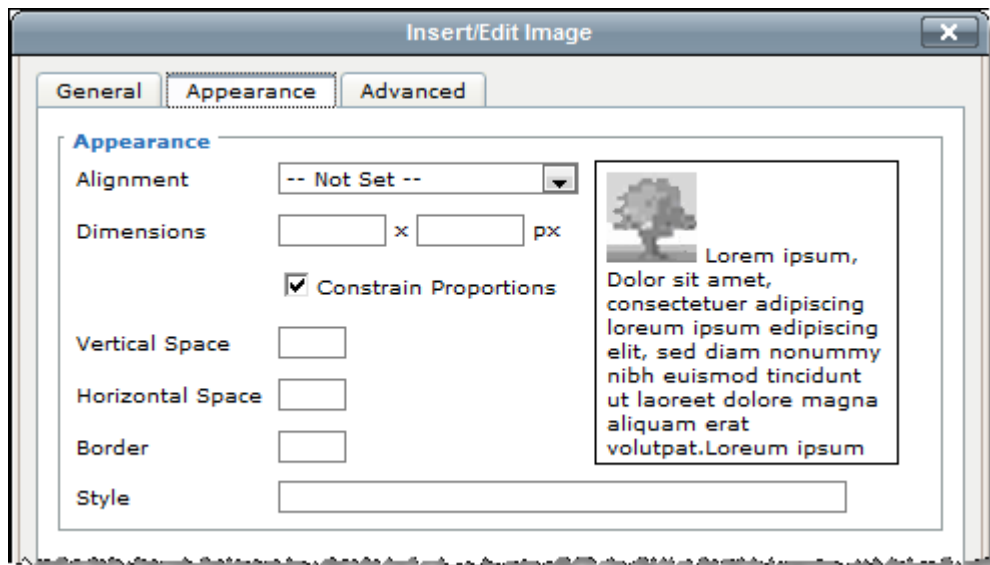 Insert/Edit Image
General Appearance Advanced
Appearance
Alignment -- Not Set --
Dimensions x px
Constrain Proportions
Vertical Space
Horizontal Space
Border
Style
Lorem ipsum,
Dolor sit amet,
consectetuer adipiscing
loreum ipsum edipiscing
elit, sed diam nonummy
nibh euismod tincidunt
ut laoreet dolore magna
aliquam erat
volutpat.Loreum ipsum